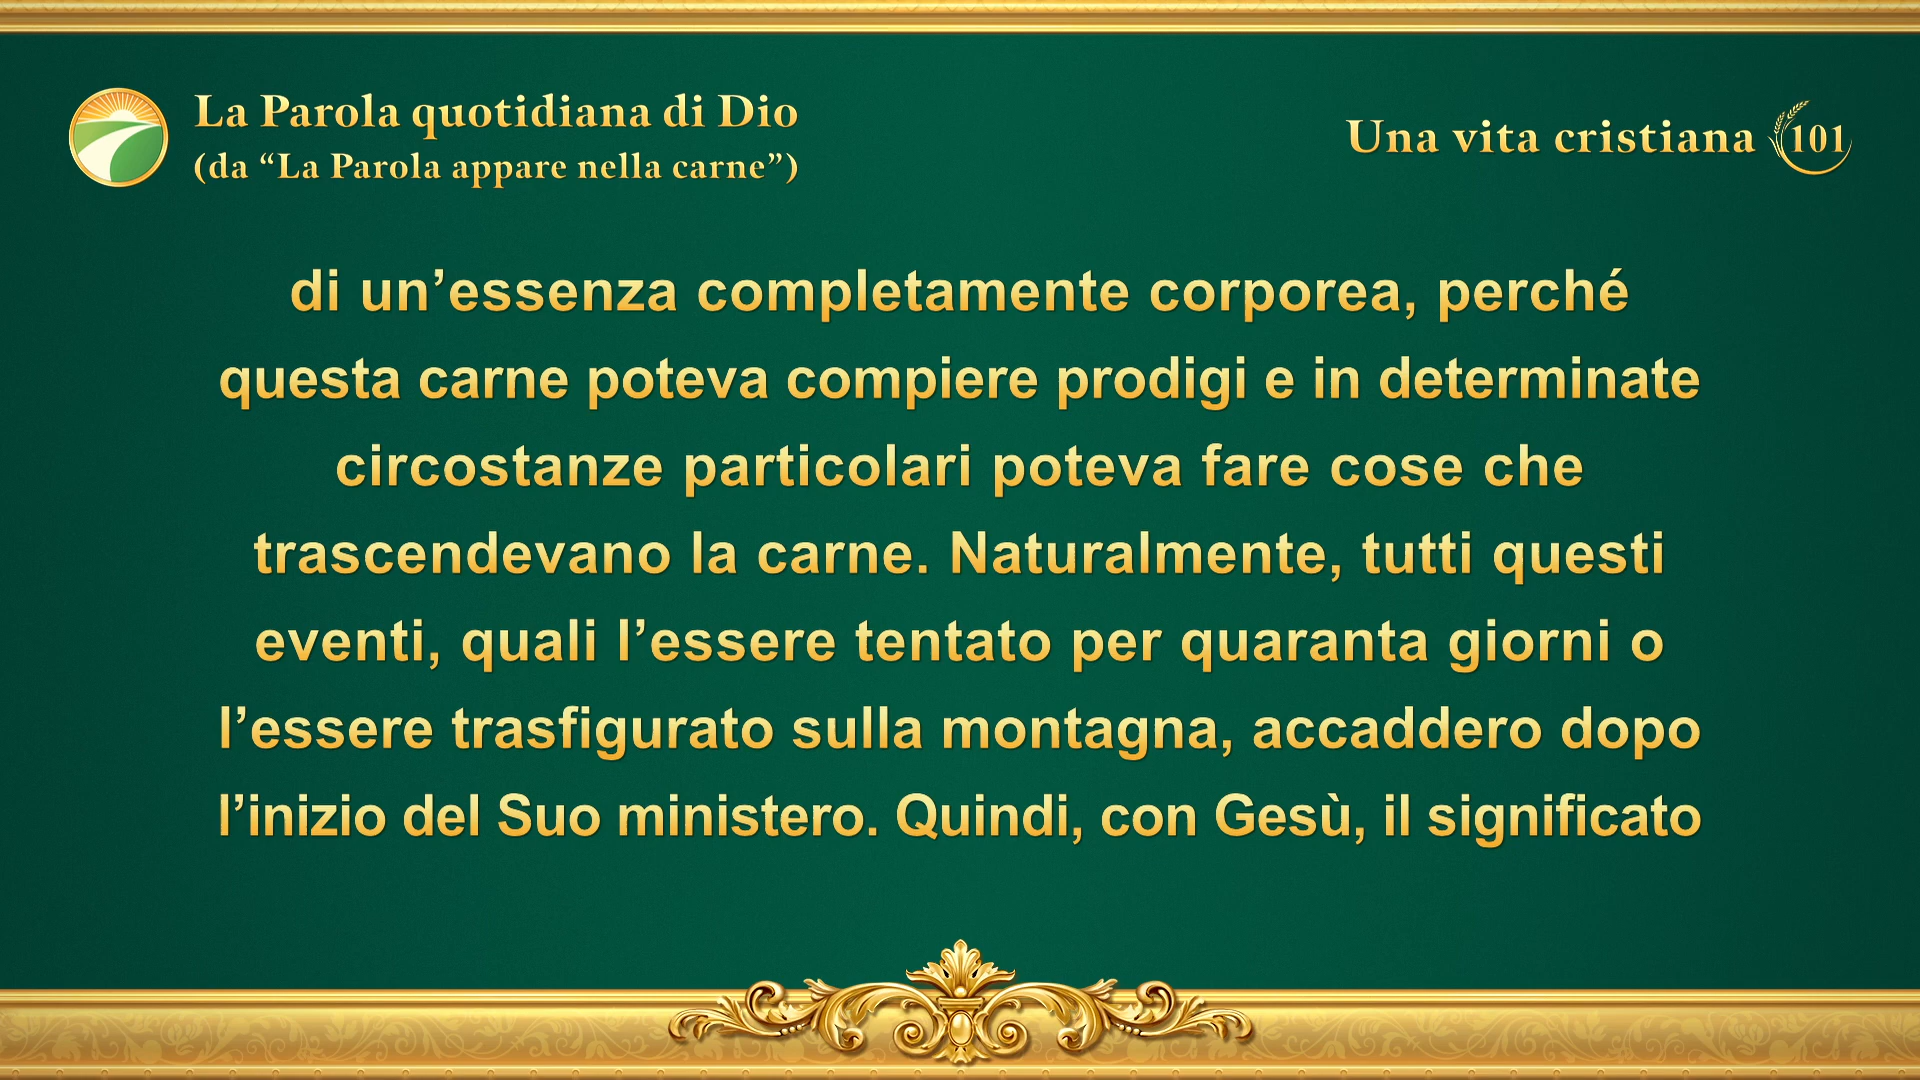 La Parola quotidiana di Dio
(da “La Parola appare nella carne”)
Una vita cristiana 101
di un’essenza completamente corporea, perché
questa carne poteva compiere prodigi e in determinate
circostanze particolari poteva fare cose che
trascendevano la carne. Naturalmente, tutti questi
eventi, quali l’essere tentato per quaranta giorni o
l’essere trasfigurato sulla montagna, accaddero dopo
l’inizio del Suo ministero. Quindi, con Gesù, il significato